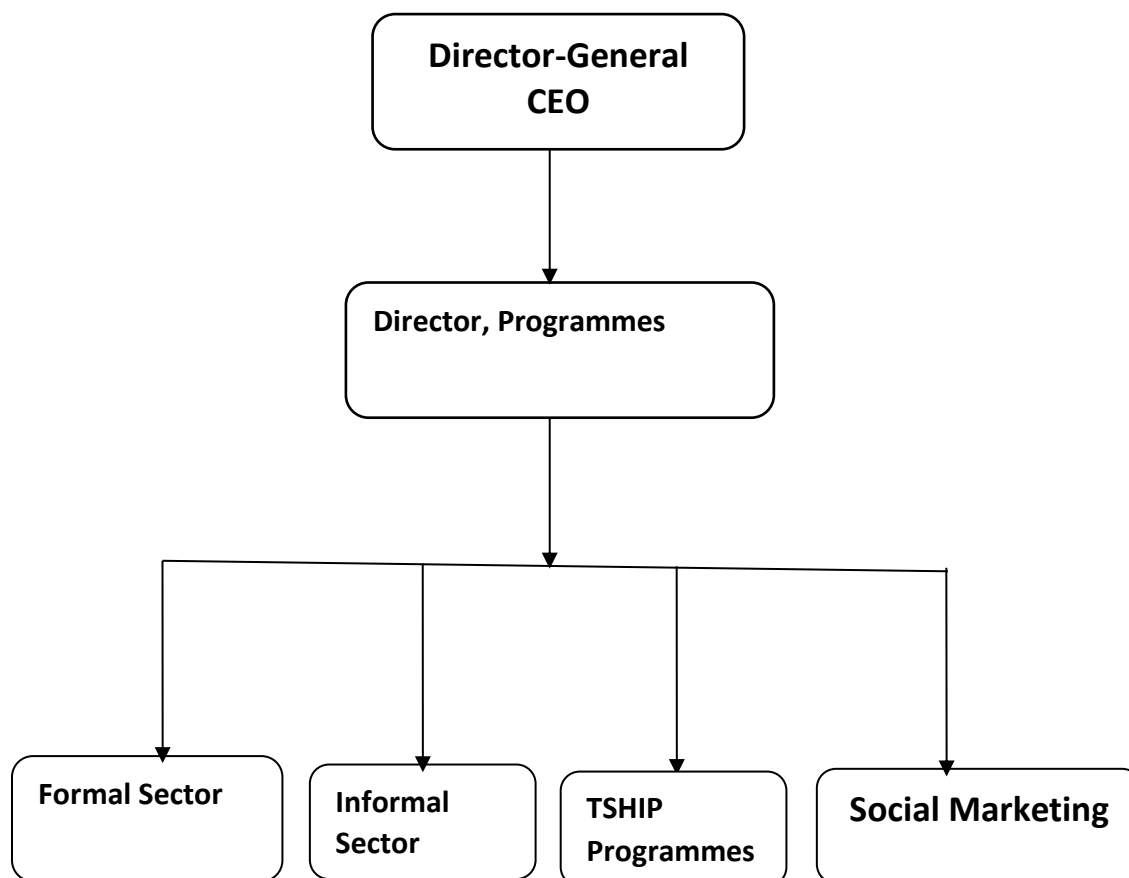 Director-General
CEO
Director, Programmes
Formal Sector
Informal
Sector
TSHIP
Programmes
Social Marketing